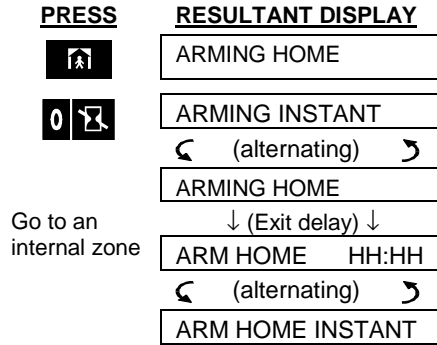 PRESS RESULTANT DISPLAY
ARMING HOME
0
ARMING INSTANT
(alternating)
ARMING HOME
Go to an
internal zone
↓ (Exit delay) ↓
ARM HOME HH:HH
(alternating)
ARM HOME INSTANT